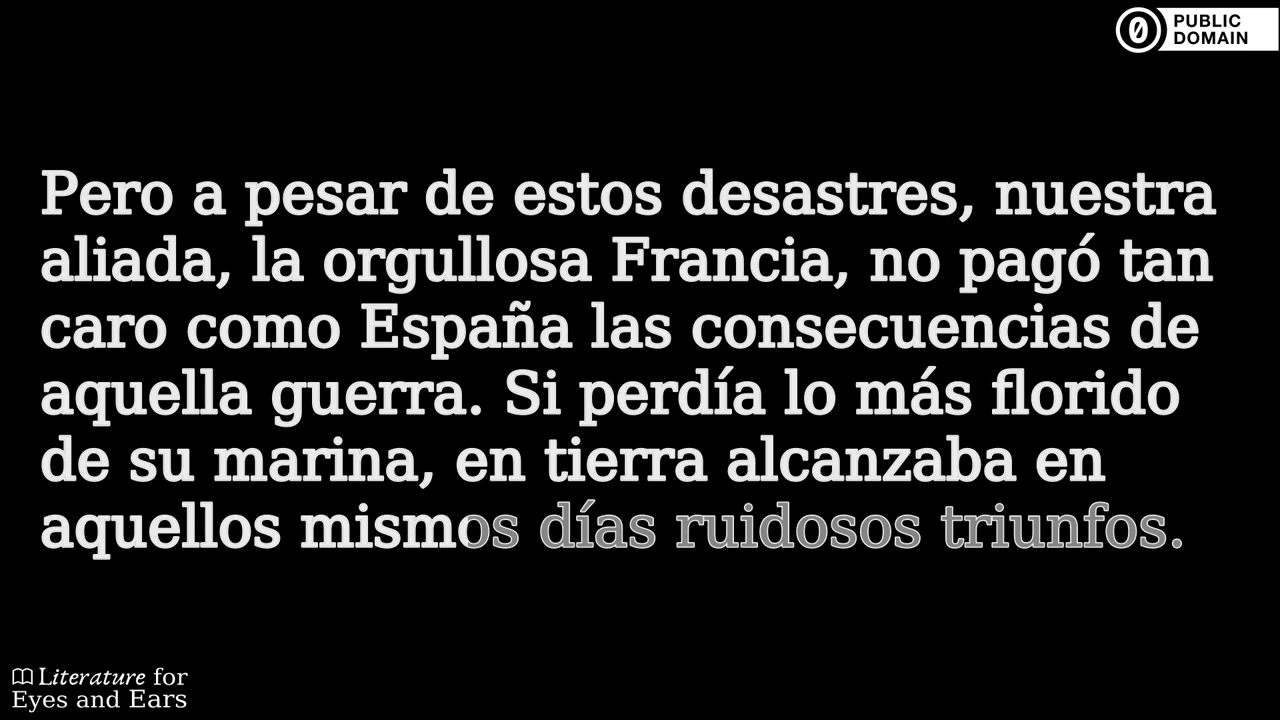 PUBLIC
DOMAIN
Pero a pesar de estos desastres, nuestra
aliada, la orgullosa Francia, no pagó tan
caro como España las consecuencias de
aquella guerra. Si perdía lo más florido
de su marina, en tierra alcanzaba en
aquellos mismos días ruidosos triunfos.
Literature for
Eyes and Ears